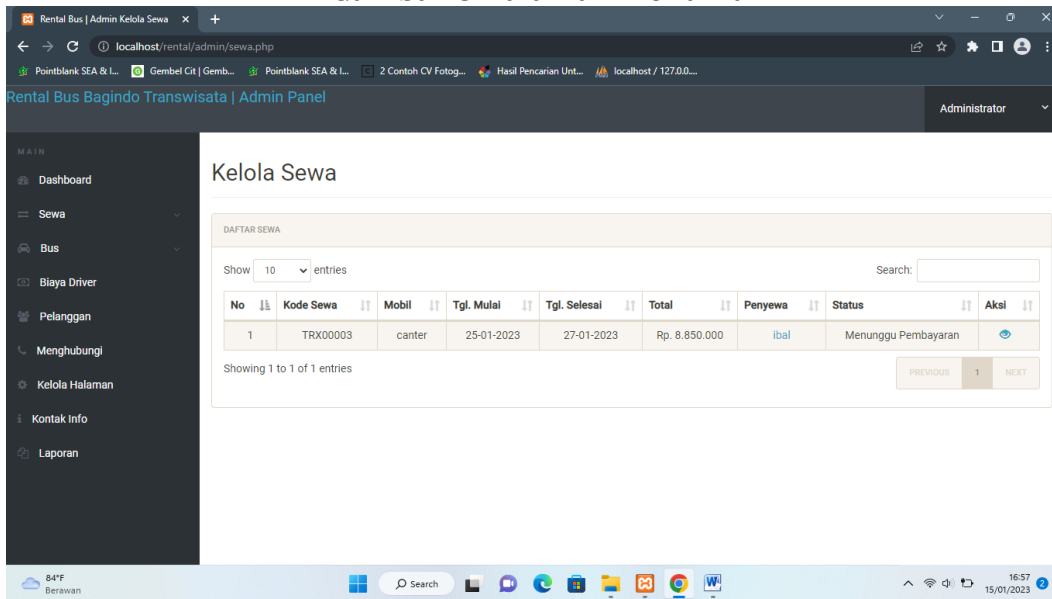 Rental Bus | Admin Kelola Sewa
localhost/rental/admin/sewa.php
Pointblank SEA & I... Gembel Cit | Gemb... Pointblank SEA & I... 2 Contoh CV Fotog... Hasil Pencarian Unt... localhost / 127.0.0....
Rental Bus Bagindo Transwisata | Admin Panel
Administrator
MAIN
Dashboard
Sewa
Bus
Biaya Driver
Pelanggan
Menghubungi
Kelola Halaman
Kontak Info
Laporan
Kelola Sewa
DAFTAR SEWA
Show 10 entries
Search:
No Kode Sewa Mobil Tgl. Mulai Tgl. Selesai Total Penyewa Status Aksi
1 TRX00003 canter 25-01-2023 27-01-2023 Rp. 8.850.000 ibal Menunggu Pembayaran
Showing 1 to 1 of 1 entries
PREVIOUS 1 NEXT
84°F
Berawan
Search
16:57
15/01/2023
2